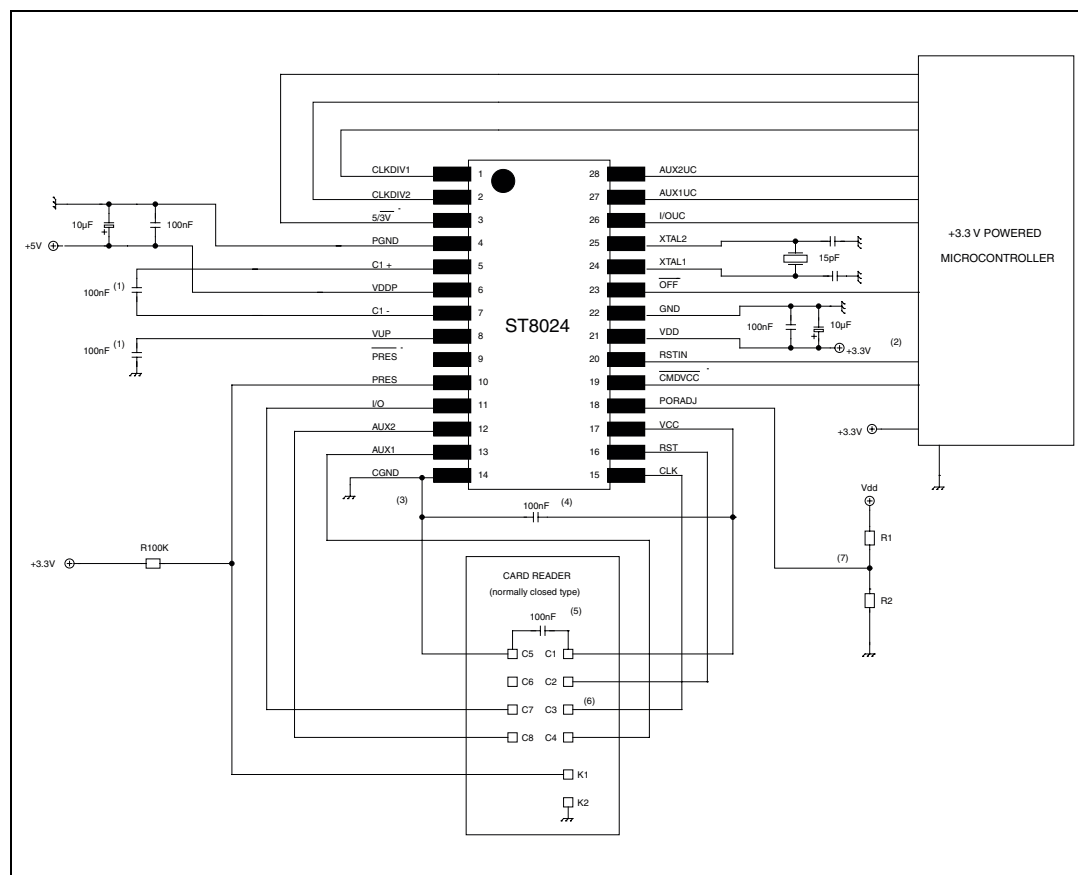 CLKDIV1
CLKDIV2
5/3V
PGND
C1 +
VDDP
C1 -
VUP
PRES
PRES
I/O
AUX2
AUX1
CGND
1
2
3
4
5
6
7
8
9
10
11
12
13
14
ST8024
28
27
26
25
24
23
22
21
20
19
18
17
16
15
AUX2UC
AUX1UC
I/OUC
XTAL2
XTAL1
OFF
GND
VDD
RSTIN
CMDVCC
PORADJ
VCC
RST
CLK
+3.3 V POWERED
MICROCONTROLLER
10µF
+
100nF
+5V
100nF (1)
100nF (1)
15pF
100nF
10µF
+
+3.3V (2)
+3.3V
(3)
100nF (4)
Vdd
R1
(7)
R2
R100K
+3.3V
CARD READER
(normally closed type)
100nF (5)
C5 C1
C6 C2
C7 C3 (6)
C8 C4
K1
K2